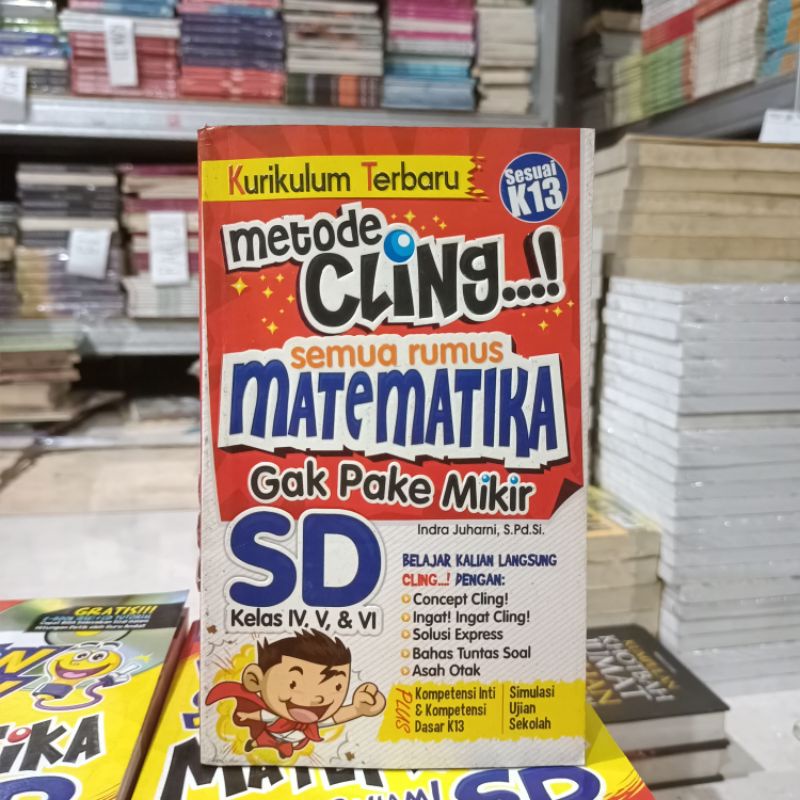 Kurikulum Terbaru
Sesuai
K13
metode
CLING...!
semua rumus
MATEMATIKA
Gak Pake Mikir
Indra Juharni, S.Pd.Si.
SD
Kelas IV, V, & VI
BELAJAR KALIAN LANGSUNG
CLING...! DENGAN:
Concept Cling!
Ingat! Ingat Cling!
Solusi Express
Bahas Tuntas Soal
Asah Otak
PLUS
Kompetensi Inti
& Kompetensi
Dasar K13
Simulasi
Ujian
Sekolah
GRATIS!!!
SD